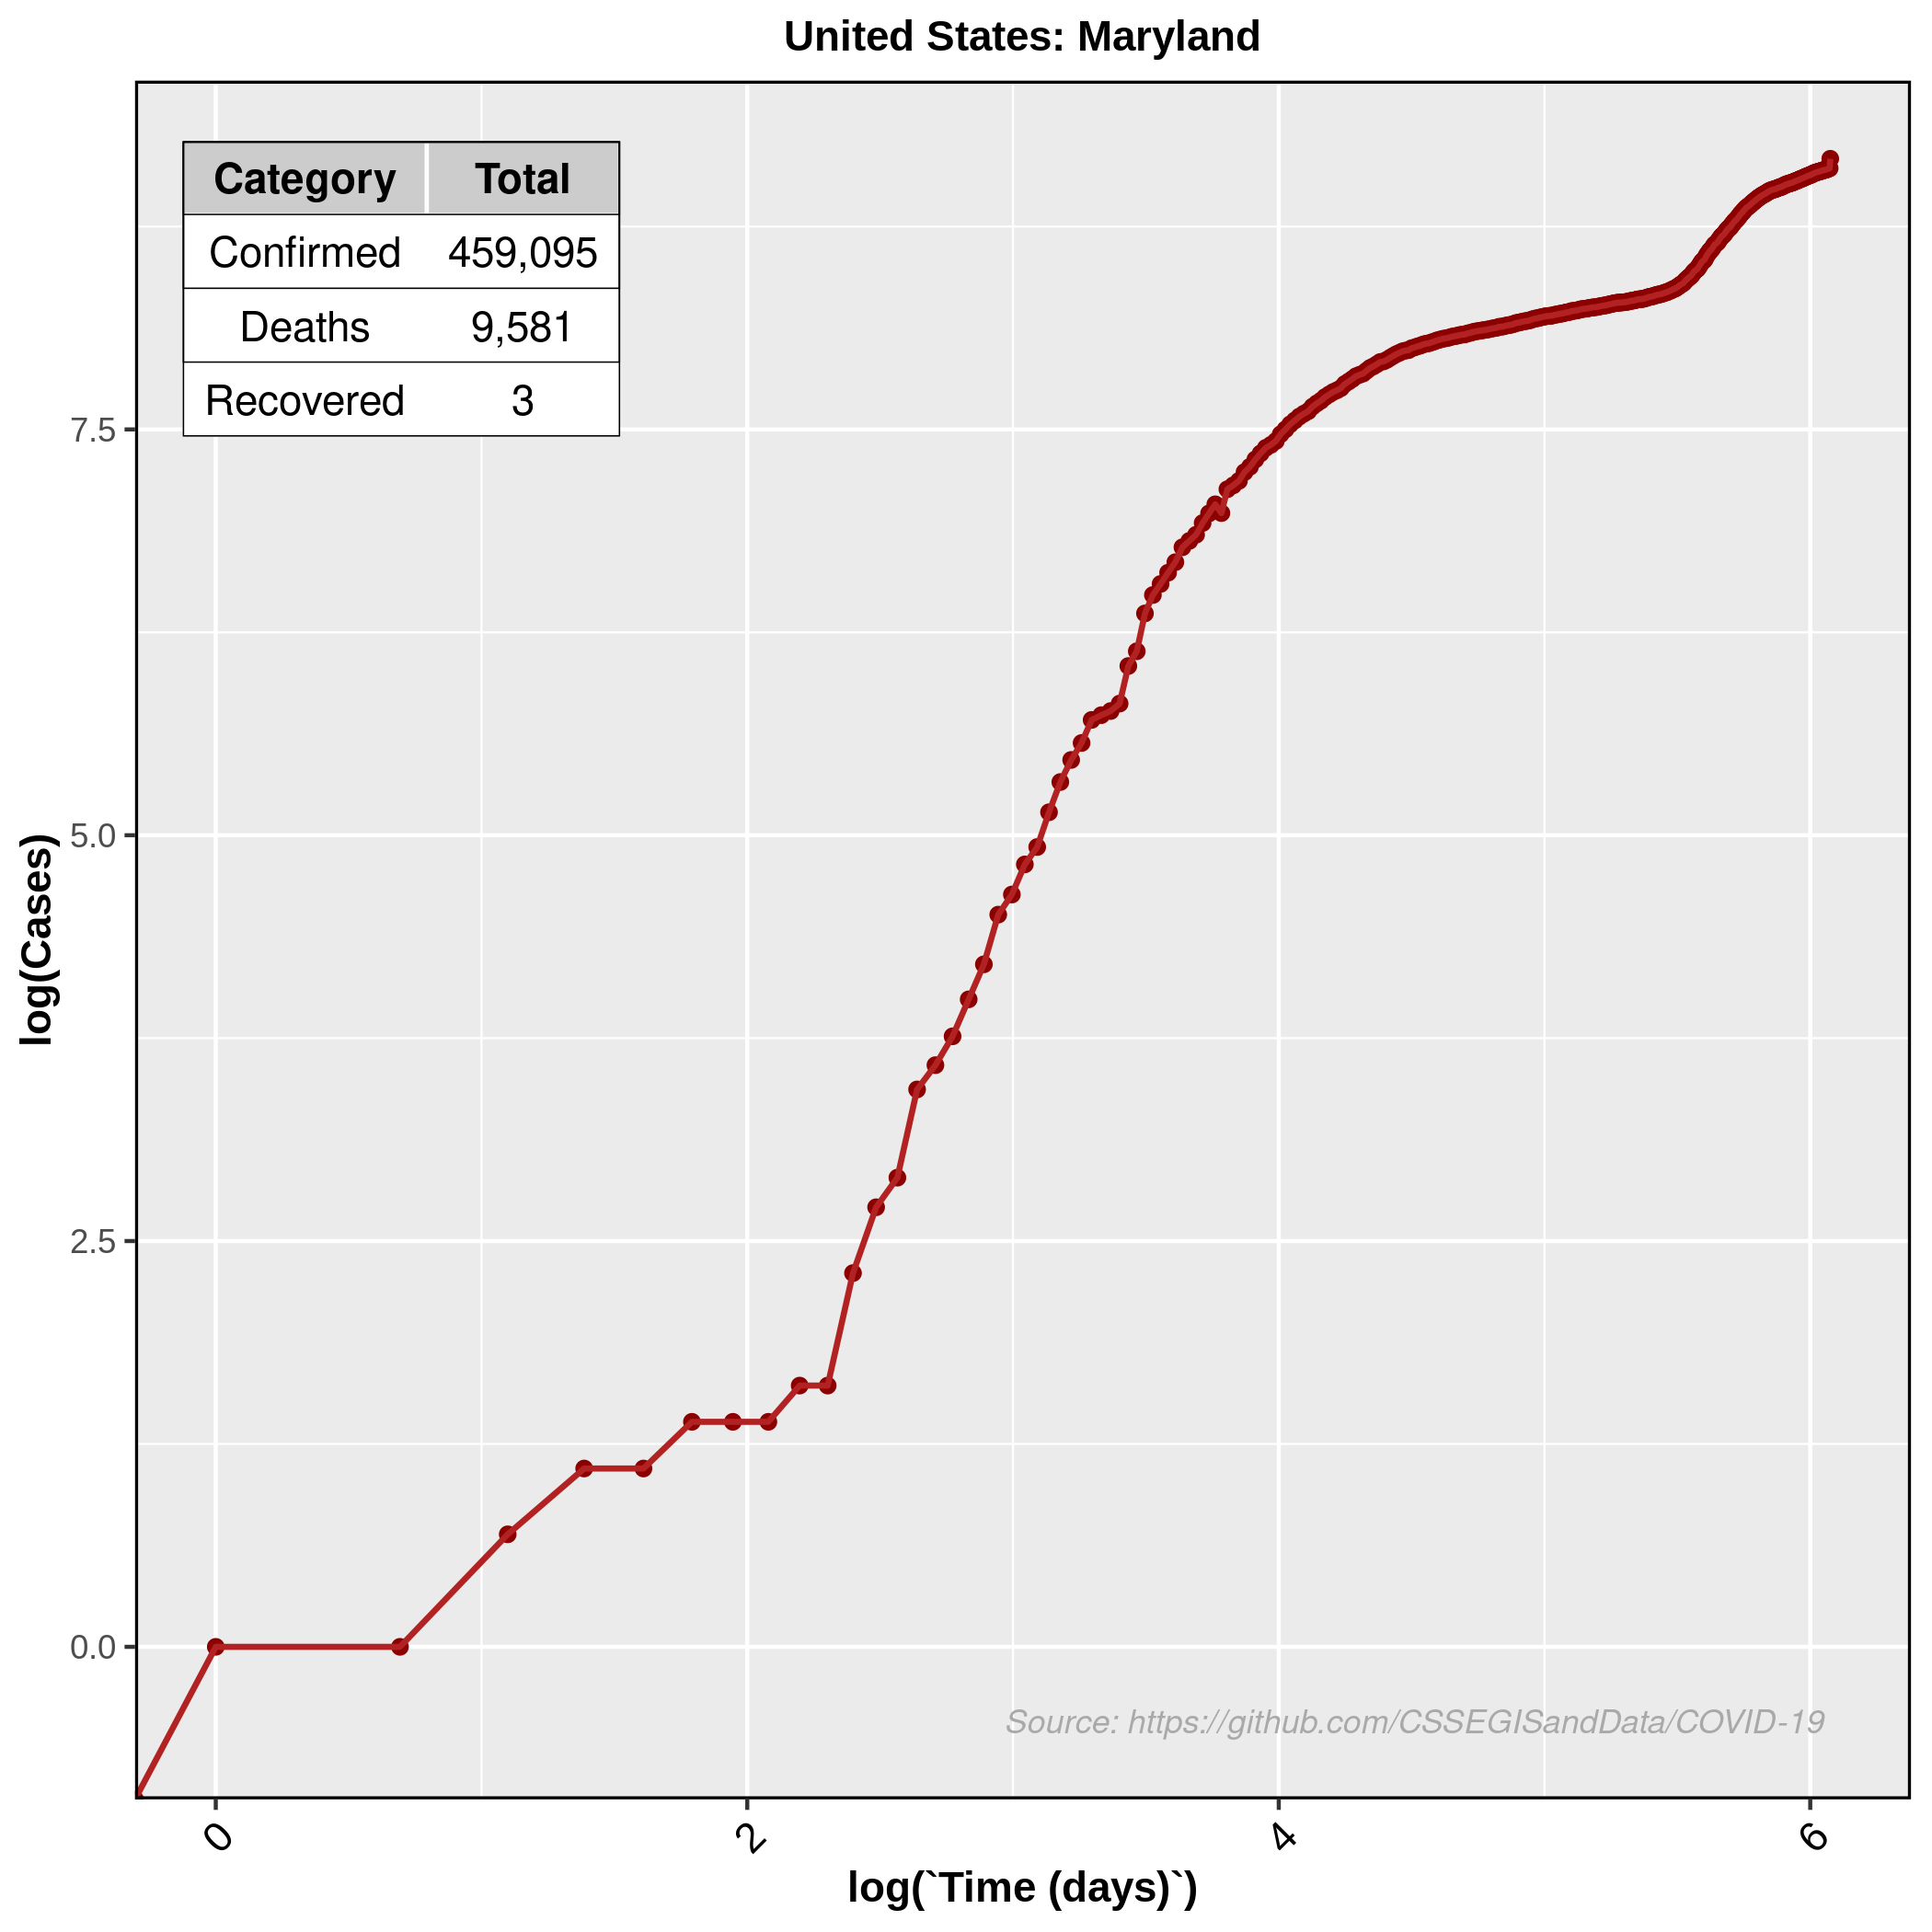 United States: Maryland
Category Total
Confirmed 459,095
Deaths 9,581
Recovered 3
7.5
5.0
2.5
0.0
log(Cases)
Source: https://github.com/CSSEGISandData/COVID-19
0 2 4 6
log(`Time (days)`)